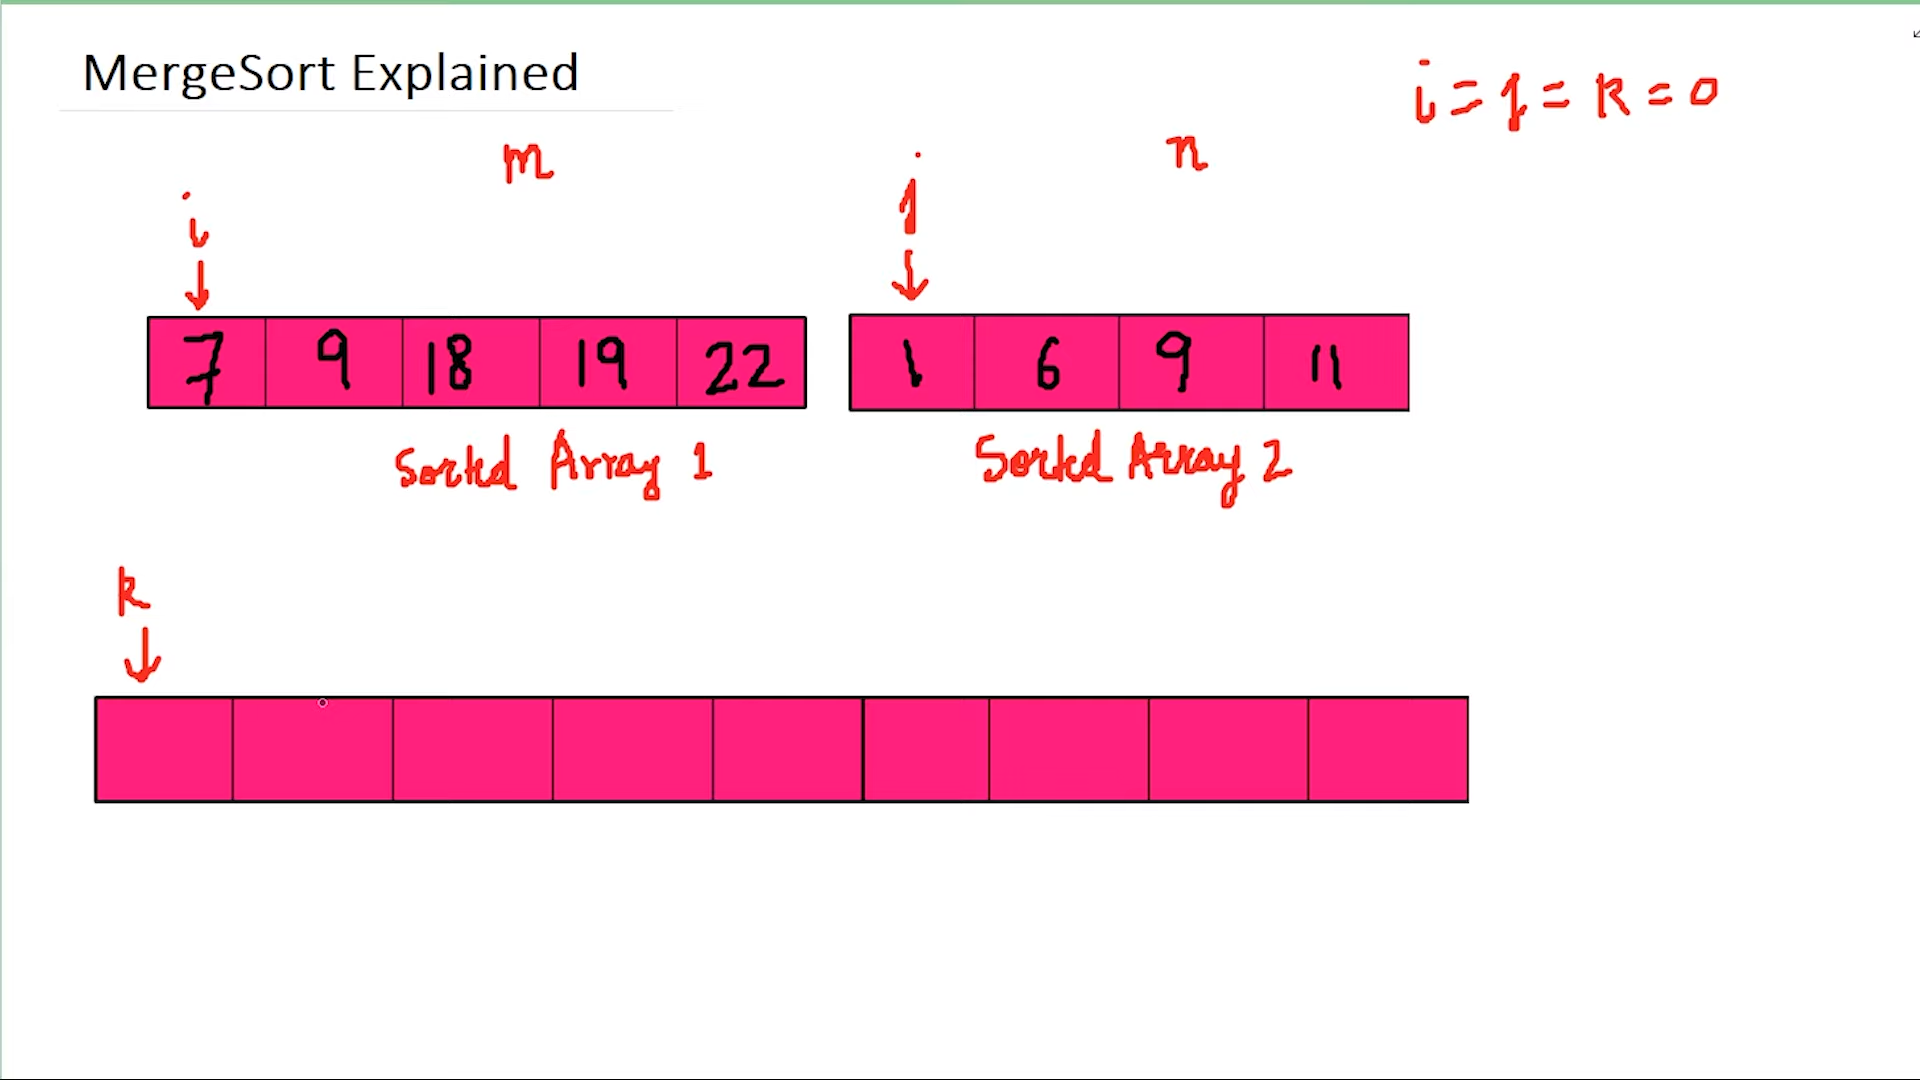 MergeSort Explained
i = j = k = 0
m
n
i
j
7 9 18 19 22
1 6 9 11
Sorted Array 1
Sorted Array 2
k